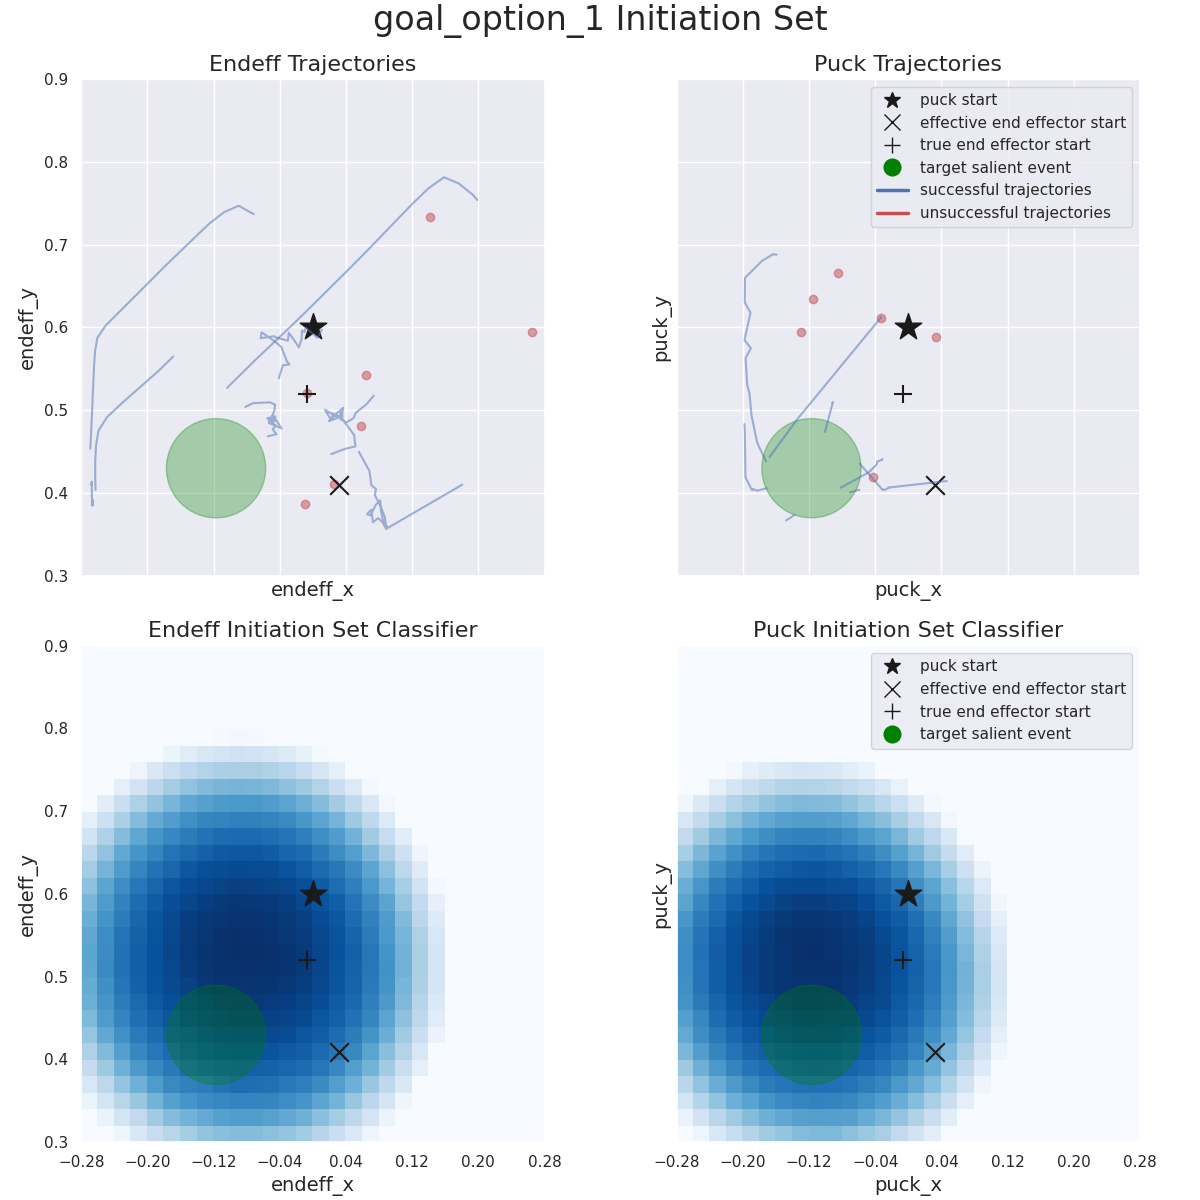 goal_option_1 Initiation Set
Endeff Trajectories
Puck Trajectories
0.9
0.8
0.7
0.6
0.5
0.4
0.3
endeff_y
endeff_x
puck_y
puck_x
puck start
effective end effector start
true end effector start
target salient event
successful trajectories
unsuccessful trajectories
Endeff Initiation Set Classifier
Puck Initiation Set Classifier
0.9
0.8
0.7
0.6
0.5
0.4
0.3
endeff_y
−0.28 −0.20 −0.12 −0.04 0.04 0.12 0.20 0.28
endeff_x
puck_y
puck start
effective end effector start
true end effector start
target salient event
−0.28 −0.20 −0.12 −0.04 0.04 0.12 0.20 0.28
puck_x